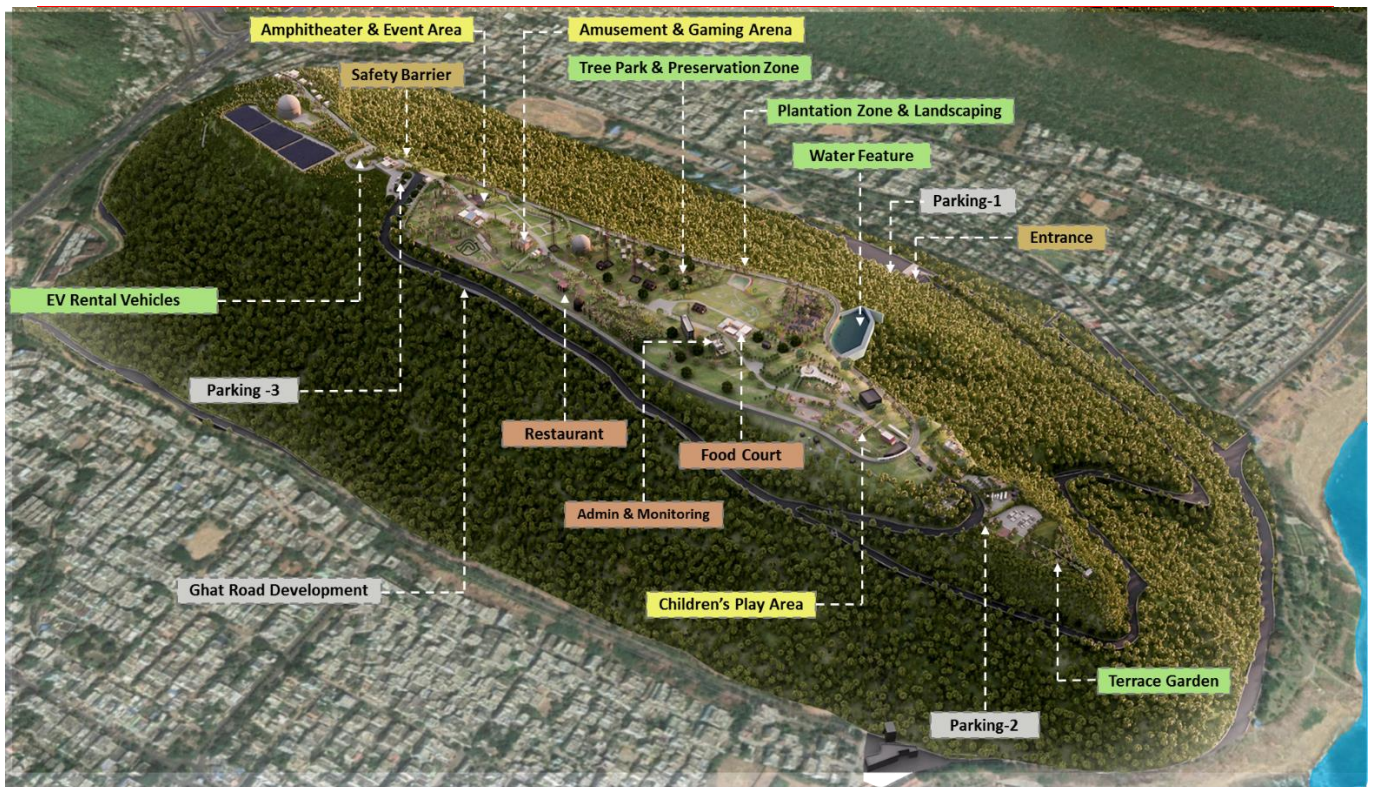 Amphitheater & Event Area
Amusement & Gaming Arena
Safety Barrier
Tree Park & Preservation Zone
Plantation Zone & Landscaping
Water Feature
Parking-1
Entrance
EV Rental Vehicles
Parking -3
Restaurant
Food Court
Admin & Monitoring
Ghat Road Development
Children's Play Area
Terrace Garden
Parking-2